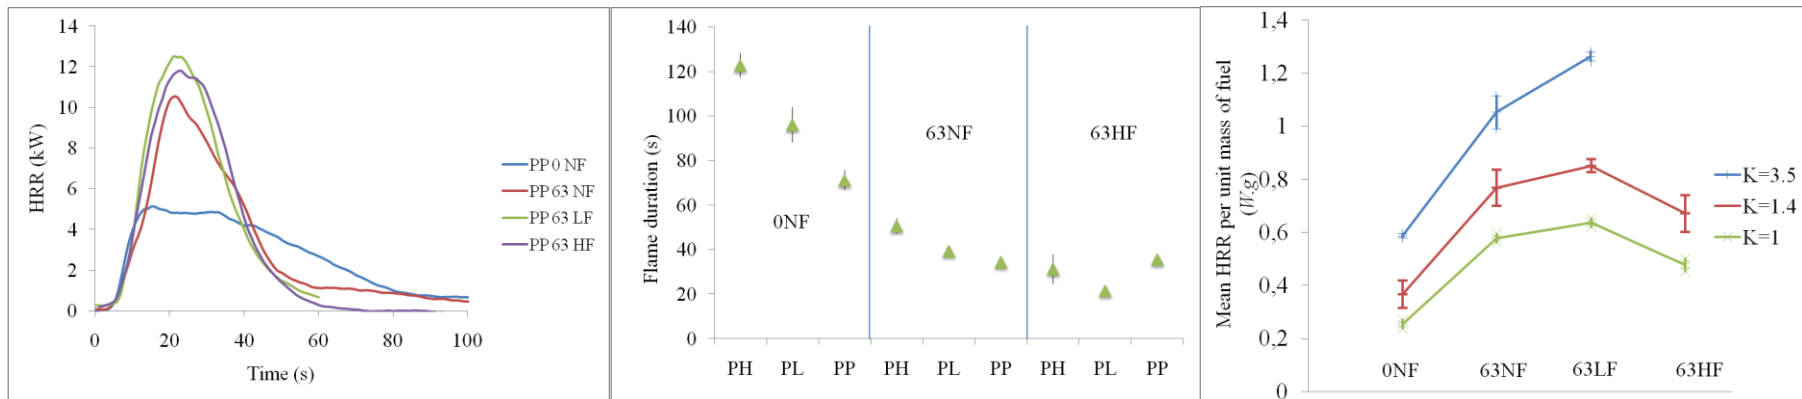 HRR (kW)
14
12
10
8
6
4
2
0
0 20 40 60 80 100
Time (s)
PP 0 NF
PP 63 NF
PP 63 LF
PP 63 HF
Flame duration (s)
140
120
100
80
60
40
20
0
0NF
63NF
63HF
PH PL PP PH PL PP PH PL PP
Mean HRR per unit mass of fuel
(W.g)
1,4
1,2
1
0,8
0,6
0,4
0,2
0
0NF 63NF 63LF 63HF
K=3.5
K=1.4
K=1